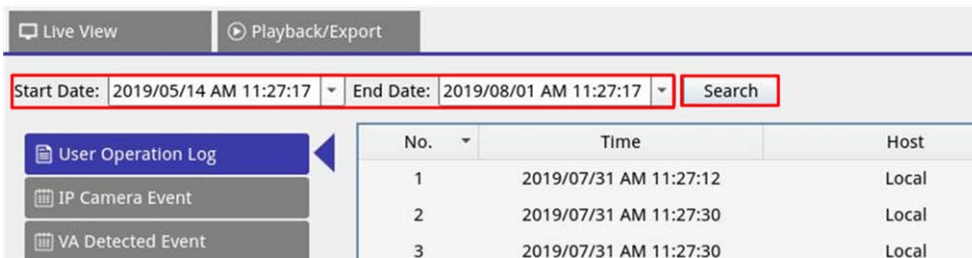 Live View Playback/Export
Start Date: 2019/05/14 AM 11:27:17 End Date: 2019/08/01 AM 11:27:17 Search
User Operation Log
IP Camera Event
VA Detected Event
No. Time Host
1 2019/07/31 AM 11:27:12 Local
2 2019/07/31 AM 11:27:30 Local
3 2019/07/31 AM 11:27:30 Local